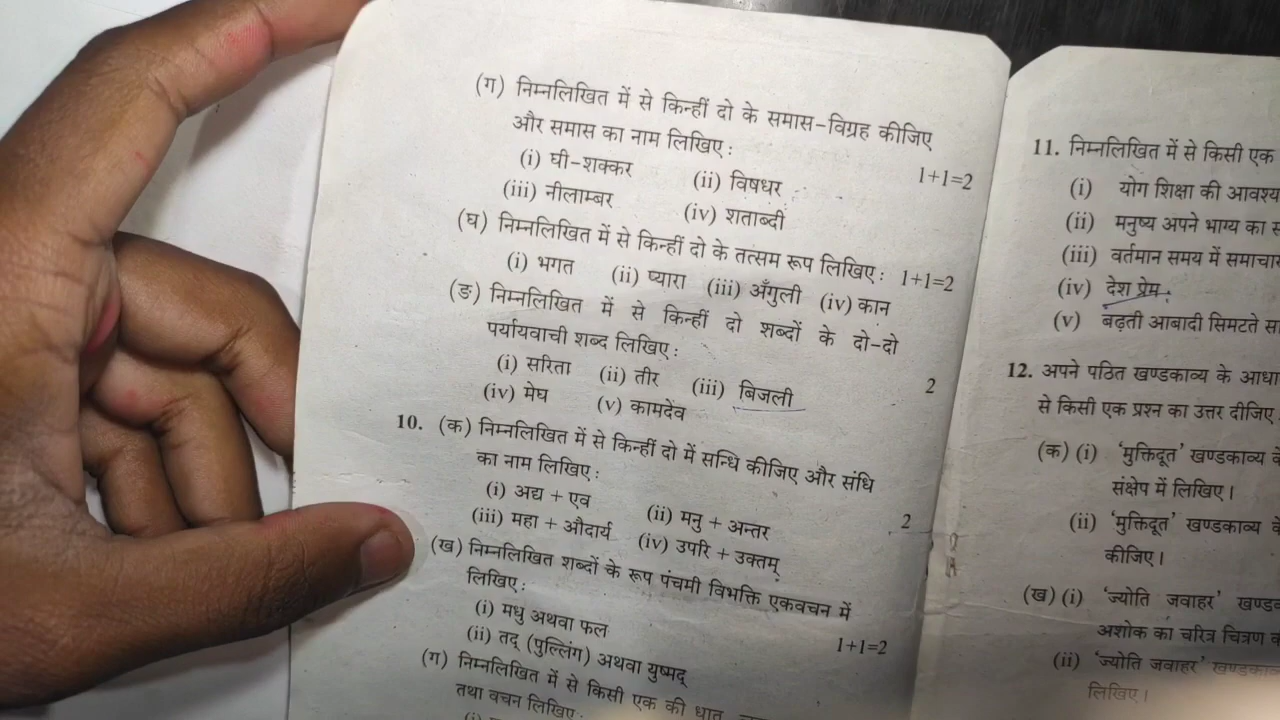 (ग) निम्नलिखित में से किन्हीं दो के समास-विग्रह कीजिए
और समास का नाम लिखिए: 1+1=2
(i) घी-शक्कर (ii) विषधर
(iii) नीलाम्बर (iv) शताब्दी
(घ) निम्नलिखित में से किन्हीं दो के तत्सम रूप लिखिए: 1+1=2
(i) भगत (ii) प्यारा (iii) अँगुली (iv) कान
(ङ) निम्नलिखित में से किन्हीं दो शब्दों के दो-दो
पर्यायवाची शब्द लिखिए: 2
(i) सरिता (ii) तीर (iii) बिजली
(iv) मेघ (v) कामदेव
10. (क) निम्नलिखित में से किन्हीं दो में सन्धि कीजिए और संधि
का नाम लिखिए: 2
(i) अद्य + एव (ii) मनु + अन्तर
(iii) महा + औदार्य (iv) उपरि + उक्तम्
(ख) निम्नलिखित शब्दों के रूप पंचमी विभक्ति एकवचन में
लिखिए: 1+1=2
(i) मधु अथवा फल
(ii) तद् (पुल्लिंग) अथवा युष्मद्
(ग) निम्नलिखित में से किसी एक की धातु
तथा वचन लिखिए:
11. निम्नलिखित में से किसी एक
(i) योग शिक्षा की
(ii) मनुष्य अपने भाग्य का
(iii) वर्तमान समय में
(iv) देश प्रेम।
(v) बढ़ती आबादी सिमटते
12. अपने पठित खण्डकाव्य के
से किसी एक प्रश्न का उत्तर दीजिए
(क) (i) 'मुक्तिदूत' खण्डकाव्य
संक्षेप में लिखिए।
(ii) 'मुक्तिदूत' खण्डकाव्य
कीजिए।
(ख) (i) 'ज्योति जवाहर'
अशोक का चरित्र चित्रण
(ii) 'ज्योति जवाहर' खण्डकाव्य
लिखिए।